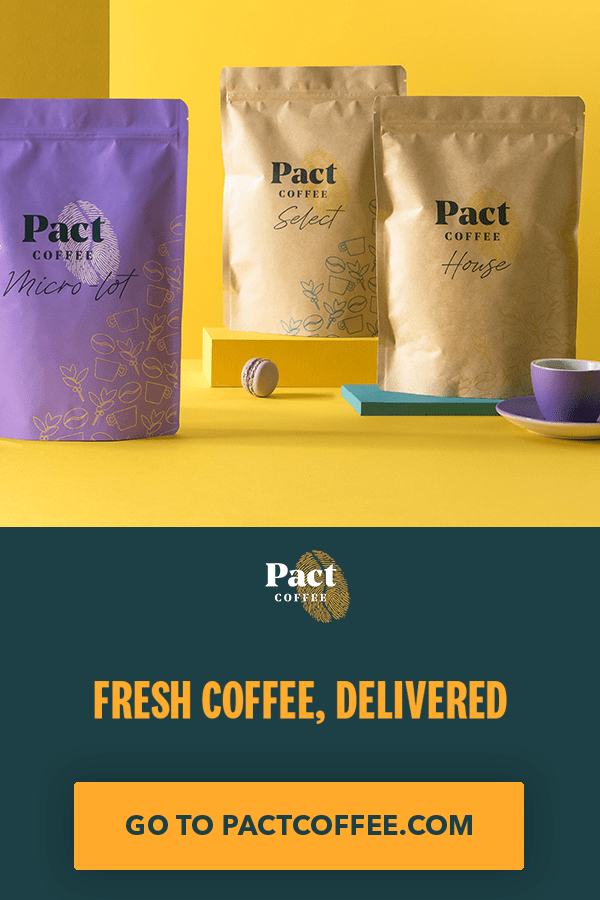 Pact
COFFEE
Micro-lot
Pact
COFFEE
Select
Pact
COFFEE
House
Pact
COFFEE
FRESH COFFEE, DELIVERED
GO TO PACTCOFFEE.COM